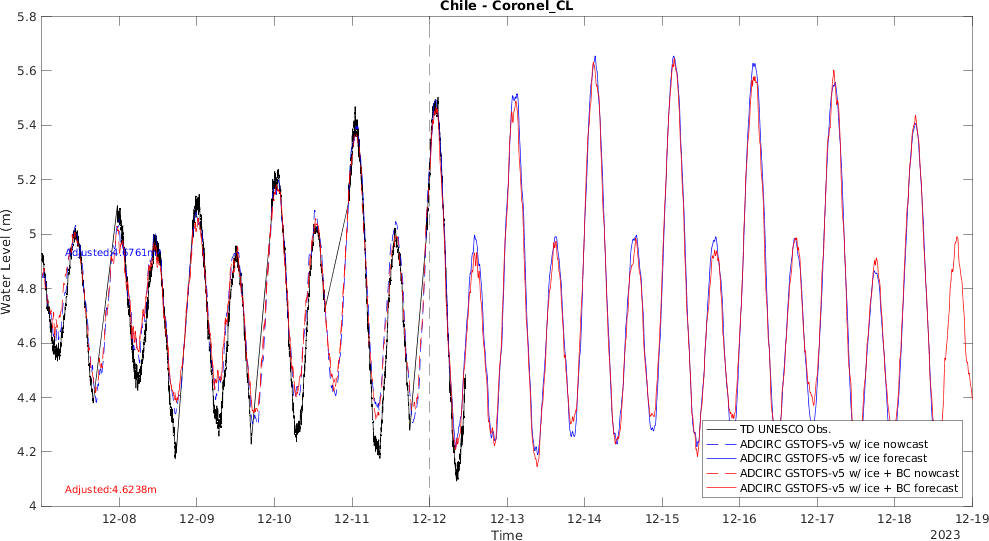 Chile - Coronel_CL
5.8
5.6
5.4
5.2
5
4.8
4.6
4.4
4.2
4
Water Level (m)
Adjusted:4.6761m
Adjusted:4.6238m
TD UNESCO Obs.
ADCIRC GSTOFS-v5 w/ ice nowcast
ADCIRC GSTOFS-v5 w/ ice forecast
ADCIRC GSTOFS-v5 w/ ice + BC nowcast
ADCIRC GSTOFS-v5 w/ ice + BC forecast
12-08 12-09 12-10 12-11 12-12 12-13 12-14 12-15 12-16 12-17 12-18 12-19
Time
2023